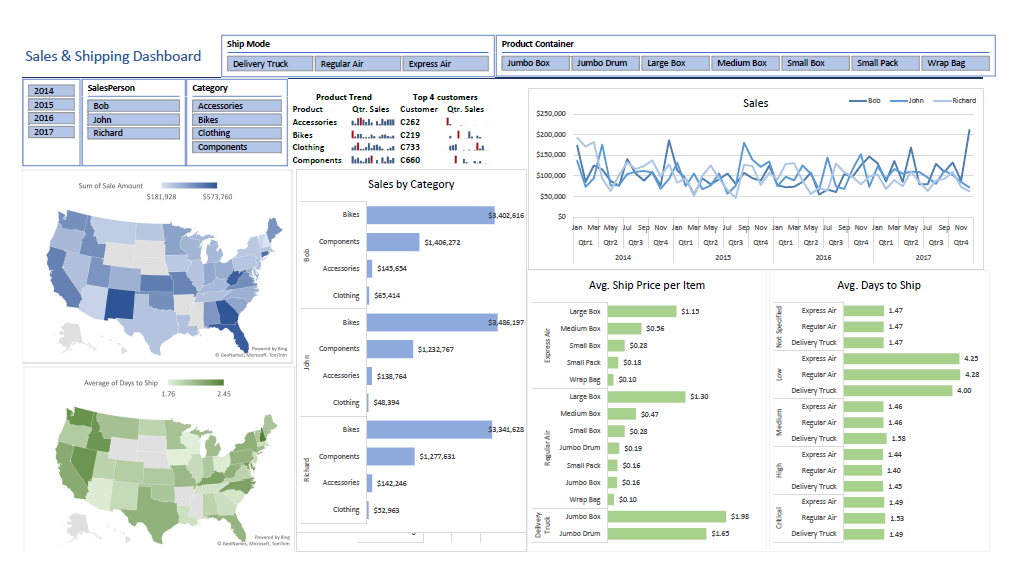 Sales & Shipping Dashboard
Ship Mode
Delivery Truck Regular Air Express Air
Product Container
Jumbo Box Jumbo Drum Large Box Medium Box Small Box Small Pack Wrap Bag
2014
2015
2016
2017
SalesPerson
Bob
John
Richard
Category
Accessories
Bikes
Clothing
Components
Product Trend Top 4 customers
Product Qtr. Sales Customer Qtr. Sales
Accessories C262
Bikes C219
Clothing C733
Components C660
Sales
Bob John Richard
$250,000
$200,000
$150,000
$100,000
$50,000
$0
Jan Mar May Jul Sep Nov Jan Mar May Jul Sep Nov Jan Mar May Jul Sep Nov Jan Mar May Jul Sep Nov
Qtr1 Qtr2 Qtr3 Qtr4 Qtr1 Qtr2 Qtr3 Qtr4 Qtr1 Qtr2 Qtr3 Qtr4 Qtr1 Qtr2 Qtr3 Qtr4
2014 2015 2016 2017
Sum of Sale Amount
$181,928 $573,760
Powered by Bing
© GeoNames, Microsoft, TomTom
Average of Days to Ship
1.76 2.45
Powered by Bing
© GeoNames, Microsoft, TomTom
Sales by Category
Bob
Bikes $3,402,616
Components $1,406,272
Accessories $145,654
Clothing $65,414
John
Bikes $3,486,197
Components $1,232,767
Accessories $138,764
Clothing $48,394
Richard
Bikes $3,341,628
Components $1,277,631
Accessories $142,246
Clothing $52,963
Avg. Ship Price per Item
Express Air
Large Box $1.15
Medium Box $0.56
Small Box $0.28
Small Pack $0.18
Wrap Bag $0.10
Regular Air
Large Box $1.30
Medium Box $0.47
Small Box $0.28
Jumbo Drum $0.19
Small Pack $0.16
Jumbo Box $0.16
Wrap Bag $0.10
Delivery Truck
Jumbo Box $1.98
Jumbo Drum $1.65
Avg. Days to Ship
Not Specified
Express Air 1.47
Regular Air 1.47
Delivery Truck 1.47
Low
Express Air 4.25
Regular Air 4.28
Delivery Truck 4.00
Medium
Express Air 1.46
Regular Air 1.46
Delivery Truck 1.58
High
Express Air 1.44
Regular Air 1.40
Delivery Truck 1.45
Critical
Express Air 1.49
Regular Air 1.53
Delivery Truck 1.49